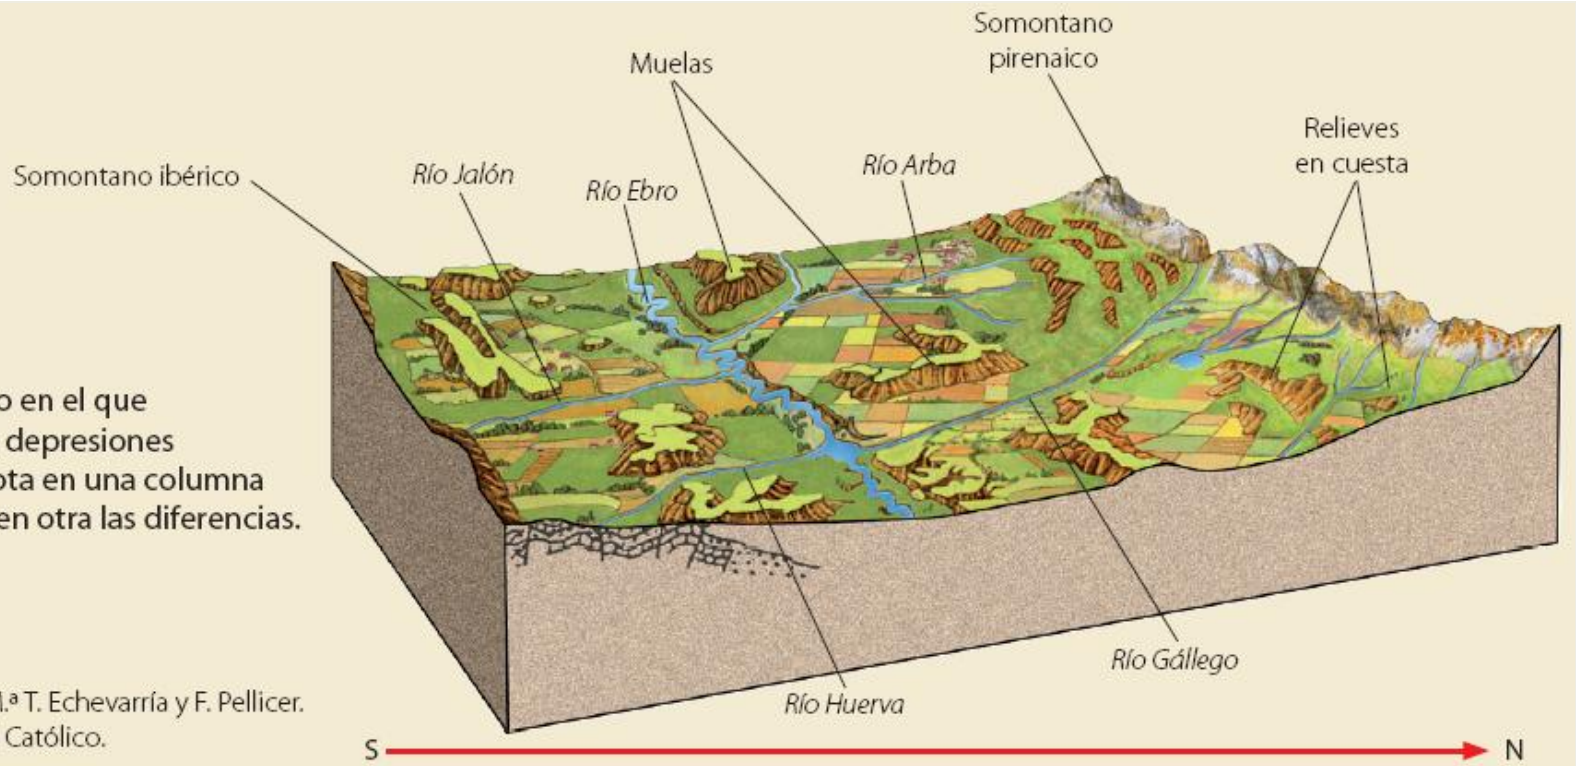 Somontano
pirenaico
Muelas
Relieves
en cuesta
Somontano ibérico
Río Jalón
Río Ebro
Río Arba
o en el que
depresiones
ota en una columna
en otra las diferencias.
Río Gállego
Río Huerva
M.ª T. Echevarría y F. Pellicer.
Católico.
S
N